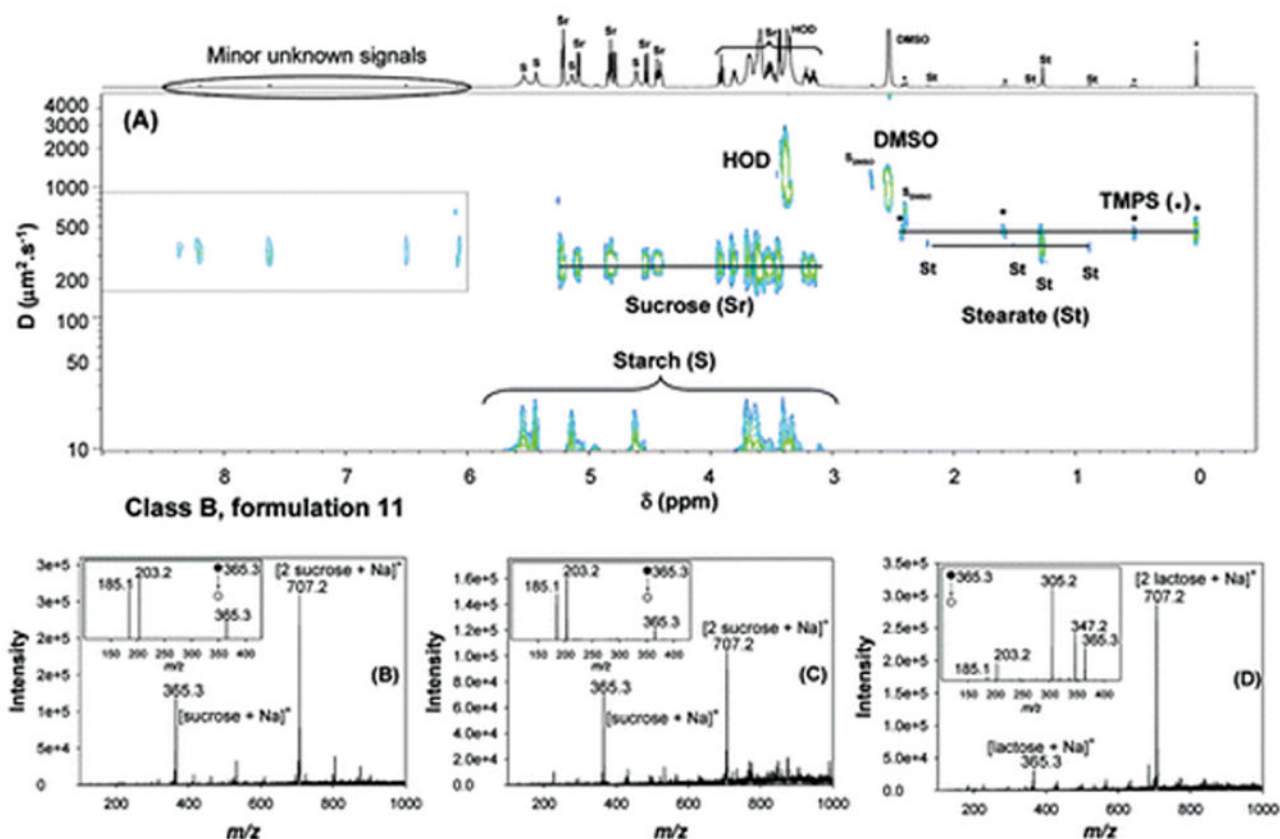 Minor unknown signals
S S Sr S Sr Sr S Sr Sr Sr HOD DMSO St St St St
(A)
4000
3000
2000
1000
500
400
200
100
50
10
D (μm².s⁻¹)
HOD
DMSO
S_DMSO
S_DMSO
TMPS (.)
Sucrose (Sr)
St St St St
Stearate (St)
Starch (S)
8 7 6 5 4 3 2 1 0
δ (ppm)
Class B, formulation 11
3e+5
3e+5
2e+5
2e+5
1e+5
5e+4
0
Intensity
185.1 203.2
365.3
365.3
150 200 250 300 350 400
m/z
[2 sucrose + Na]⁺
707.2
365.3
[sucrose + Na]⁺
(B)
200 400 600 800 1000
m/z
1.6e+5
1.4e+5
1.2e+5
1.0e+5
8.0e+4
6.0e+4
4.0e+4
2.0e+4
0.0
Intensity
185.1 203.2
365.3
365.3
150 200 250 300 350 400
m/z
[2 sucrose + Na]⁺
707.2
365.3
[sucrose + Na]⁺
(C)
200 400 600 800 1000
m/z
3.5e+5
3.0e+5
2.5e+5
2.0e+5
1.5e+5
1.0e+5
5.0e+4
0.0
Intensity
365.3
305.2
347.2
365.3
185.1 203.2
150 200 250 300 350 400
m/z
[2 lactose + Na]⁺
707.2
[lactose + Na]⁺
365.3
(D)
200 400 600 800 1000
m/z